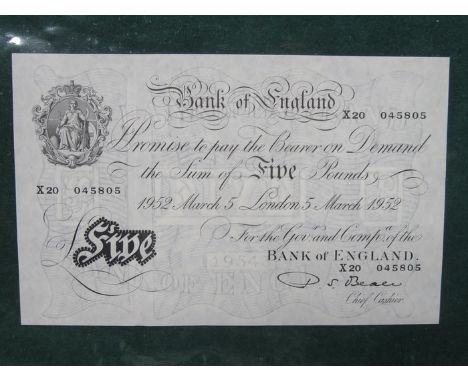 Bank of England
X20 045805
Promise to pay the Bearer on Demand
the Sum of Five Pounds
X20 045805
1952 March 5 London 5 March 1952
For the Govr. and Compa. of the
BANK of ENGLAND.
X20 045805
Five
P. S. Beale
Chief Cashier